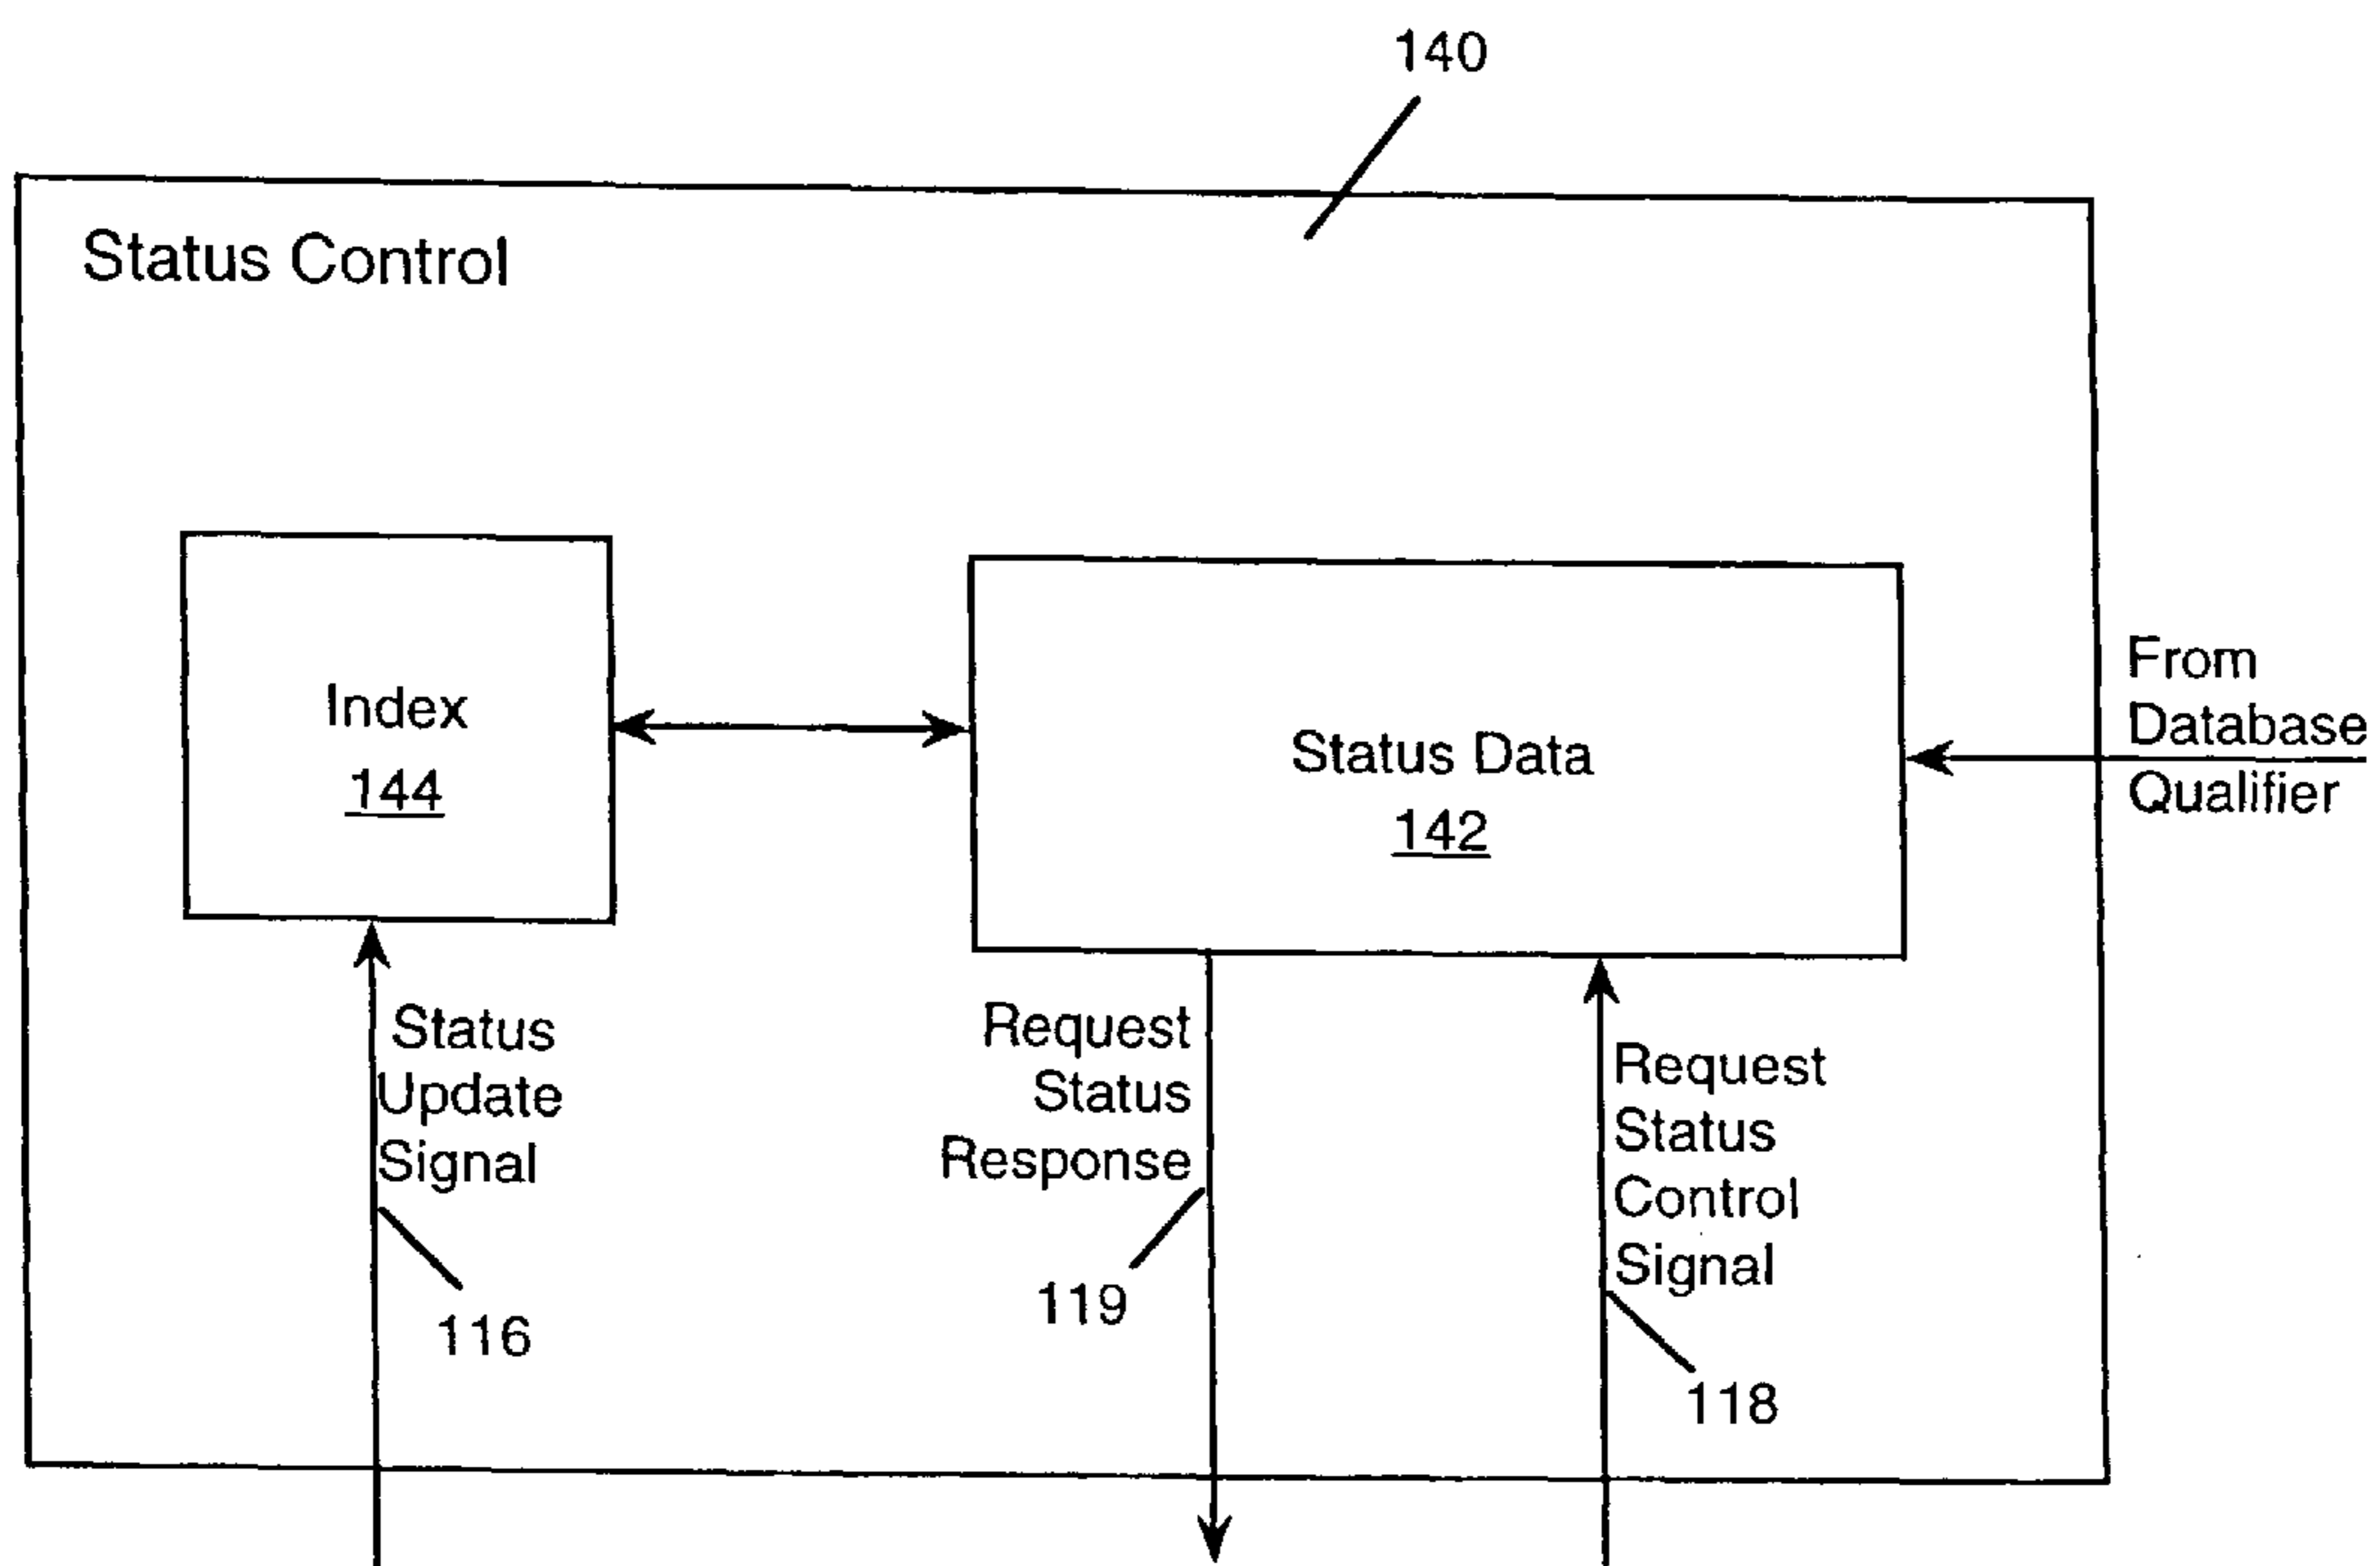 140
Status Control
Index
144
Status Data
142
From
Database
Qualifier
Status
Update
Signal
116
Request
Status
Response
119
Request
Status
Control
Signal
118